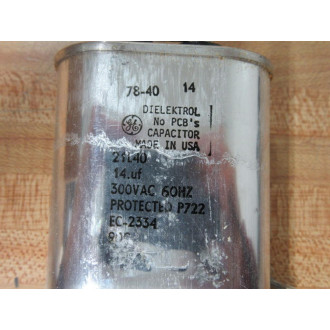 78-40 14
DIELEKTROL
No PCB's
CAPACITOR
MADE IN USA
21L40
14.uf
300VAC 60HZ
PROTECTED P722
EC-2334